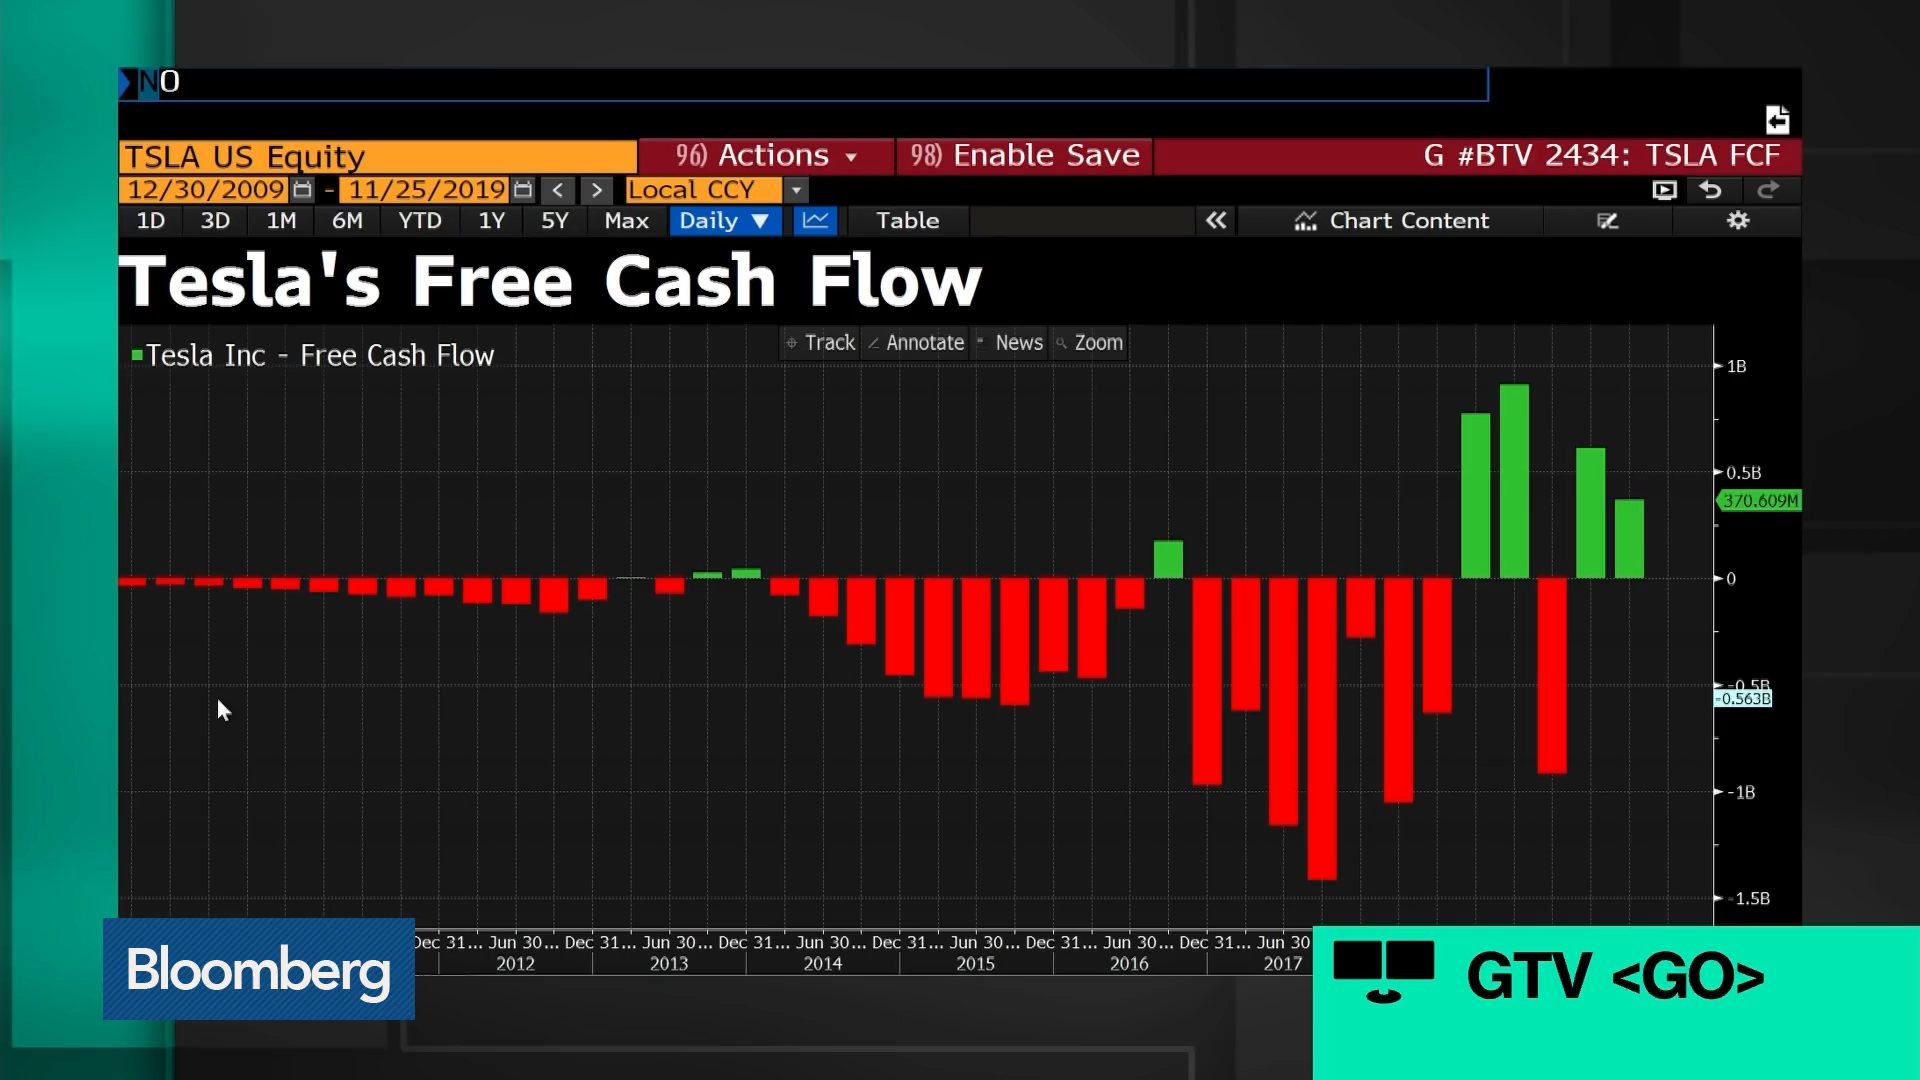 NO
TSLA US Equity 96) Actions 98) Enable Save G #BTV 2434: TSLA FCF
12/30/2009 - 11/25/2019 < > Local CCY
1D 3D 1M 6M YTD 1Y 5Y Max Daily ▼ Table « Chart Content
Tesla's Free Cash Flow
Tesla Inc - Free Cash Flow
Track Annotate News Zoom
1B
0.5B
370.609M
0
-0.5B
-0.563B
-1B
-1.5B
Dec 31... Jun 30... Dec 31... Jun 30... Dec 31... Jun 30... Dec 31... Jun 30... Dec 31... Jun 30... Dec 31... Jun 30
2012 2013 2014 2015 2016 2017
Bloomberg
GTV <GO>